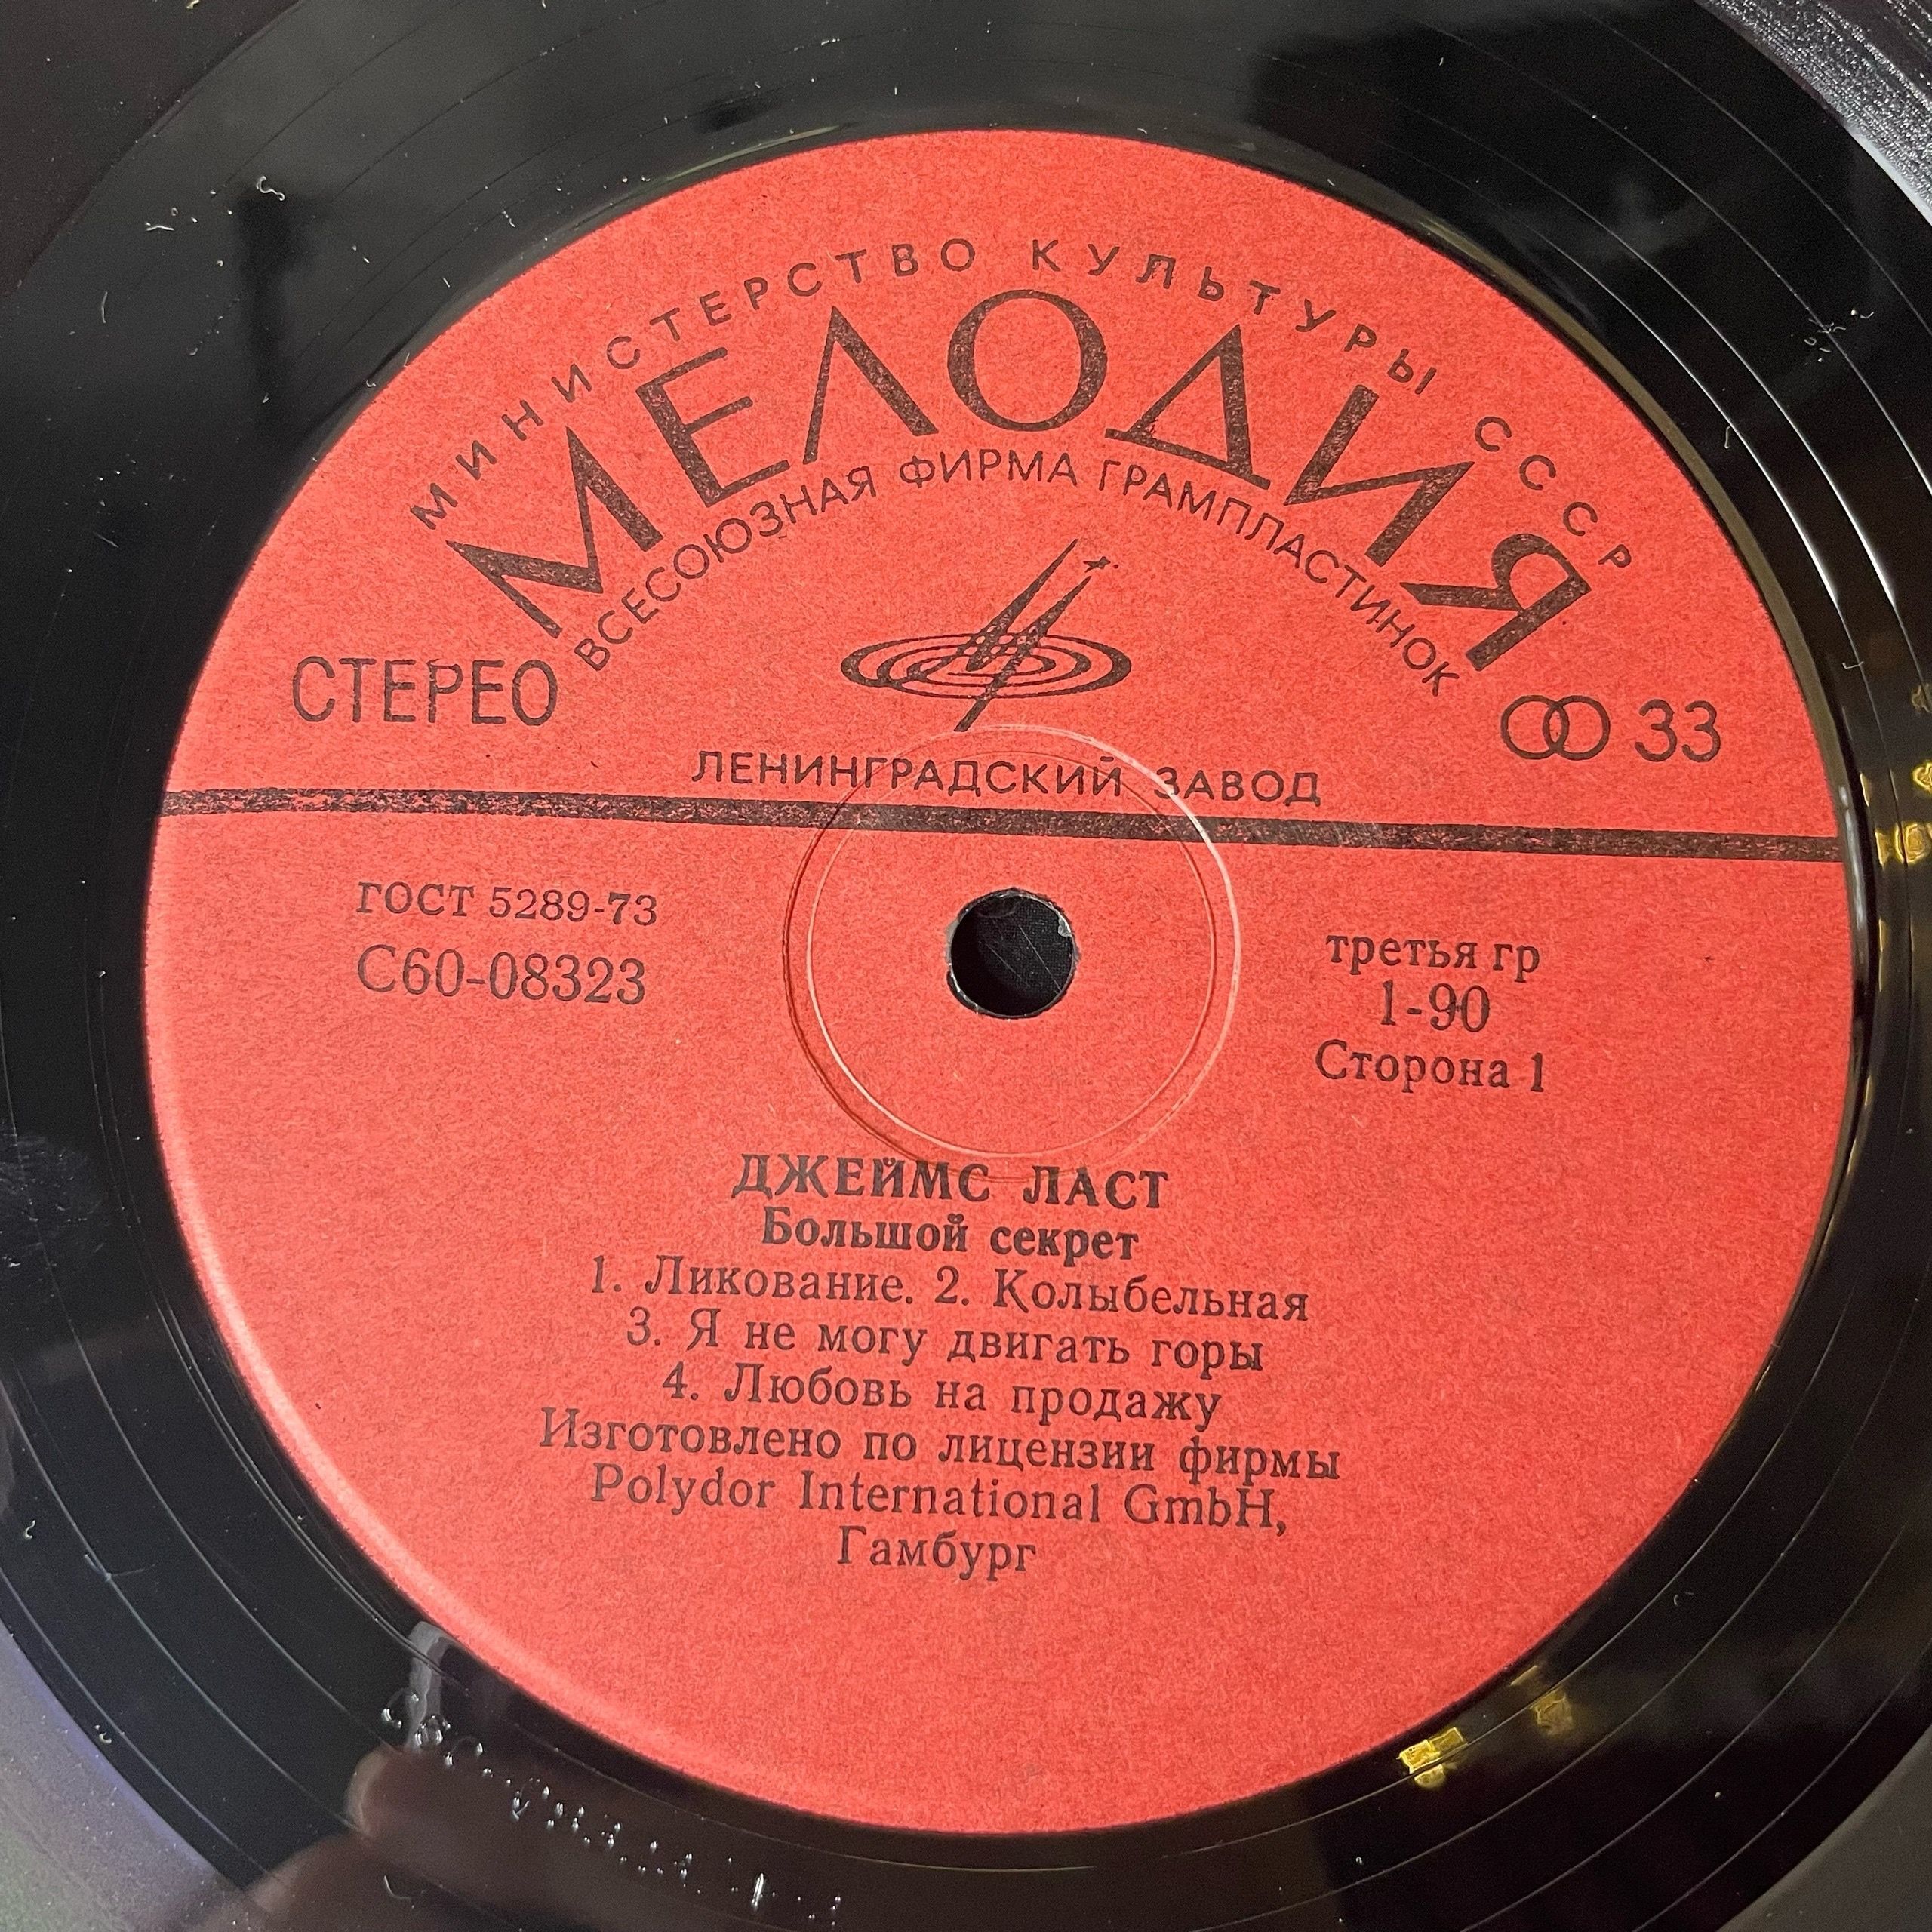 МИНИСТЕРСТВО КУЛЬТУРЫ СССР
МЕЛОДИЯ
ВСЕСОЮЗНАЯ ФИРМА ГРАМПЛАСТИНОК
СТЕРЕО
33
ЛЕНИНГРАДСКИЙ ЗАВОД
ГОСТ 5289-73
С60-08323
третья гр
1-90
Сторона 1
ДЖЕЙМС ЛАСТ
Большой секрет
1. Ликование. 2. Колыбельная
3. Я не могу двигать горы
4. Любовь на продажу
Изготовлено по лицензии фирмы
Polydor International GmbH,
Гамбург